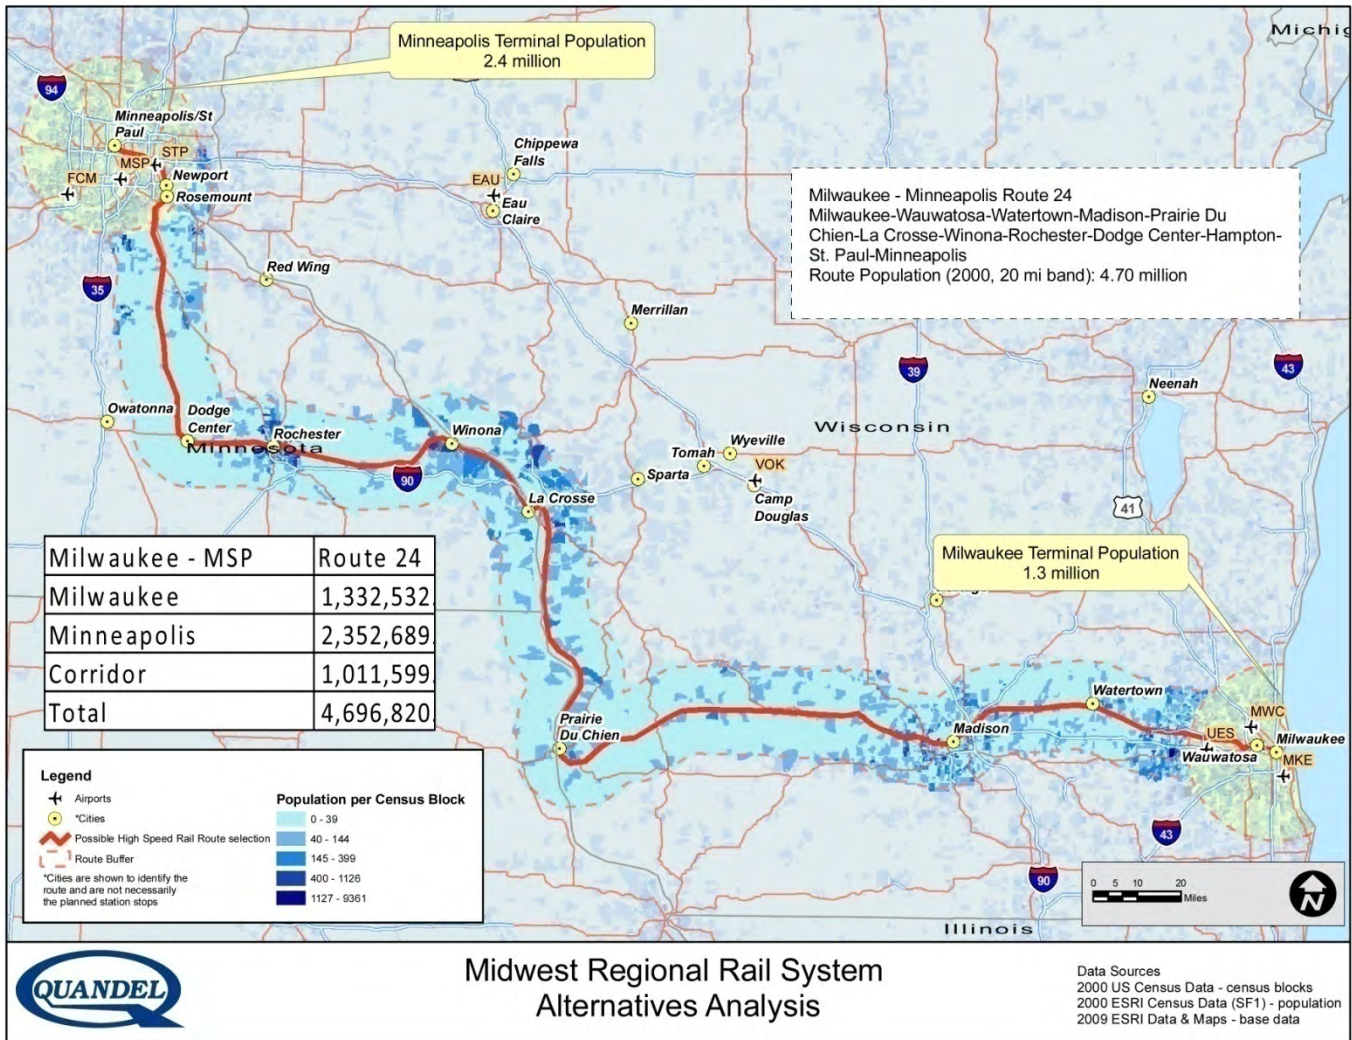 Michig
Minneapolis Terminal Population
2.4 million
94
Minneapolis/St
Paul
MSP
STP
FCM
Newport
Rosemount
Chippewa
Falls
EAU
Eau
Claire
Milwaukee - Minneapolis Route 24
Milwaukee-Wauwatosa-Watertown-Madison-Prairie Du
Chien-La Crosse-Winona-Rochester-Dodge Center-Hampton-
St. Paul-Minneapolis
Route Population (2000, 20 mi band): 4.70 million
Red Wing
35
Merrillan
39
43
Neenah
Owatonna
Dodge
Center
Rochester
Minnesota
Winona
Wisconsin
Wyeville
Tomah
VOK
Sparta
Camp
Douglas
90
La Crosse
41
Milwaukee Terminal Population
1.3 million
Milwaukee - MSP Route 24
Milwaukee 1,332,532.
Minneapolis 2,352,689.
Corridor 1,011,599.
Total 4,696,820.
Prairie
Du Chien
Madison
Watertown
MWC
UES
Milwaukee
Wauwatosa
MKE
43
90
Legend
Airports
*Cities
Possible High Speed Rail Route selection
Route Buffer
*Cities are shown to identify the
route and are not necessarily
the planned station stops
Population per Census Block
0 - 39
40 - 144
145 - 399
400 - 1126
1127 - 9361
0 5 10 20
Miles
N
Illinois
QUANDEL
Midwest Regional Rail System
Alternatives Analysis
Data Sources
2000 US Census Data - census blocks
2000 ESRI Census Data (SF1) - population
2009 ESRI Data & Maps - base data